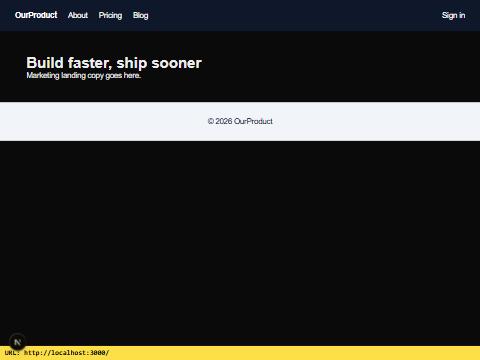 OurProduct About Pricing Blog Sign in
Build faster, ship sooner
Marketing landing copy goes here.
© 2026 OurProduct
N
URL: http://localhost:3000/